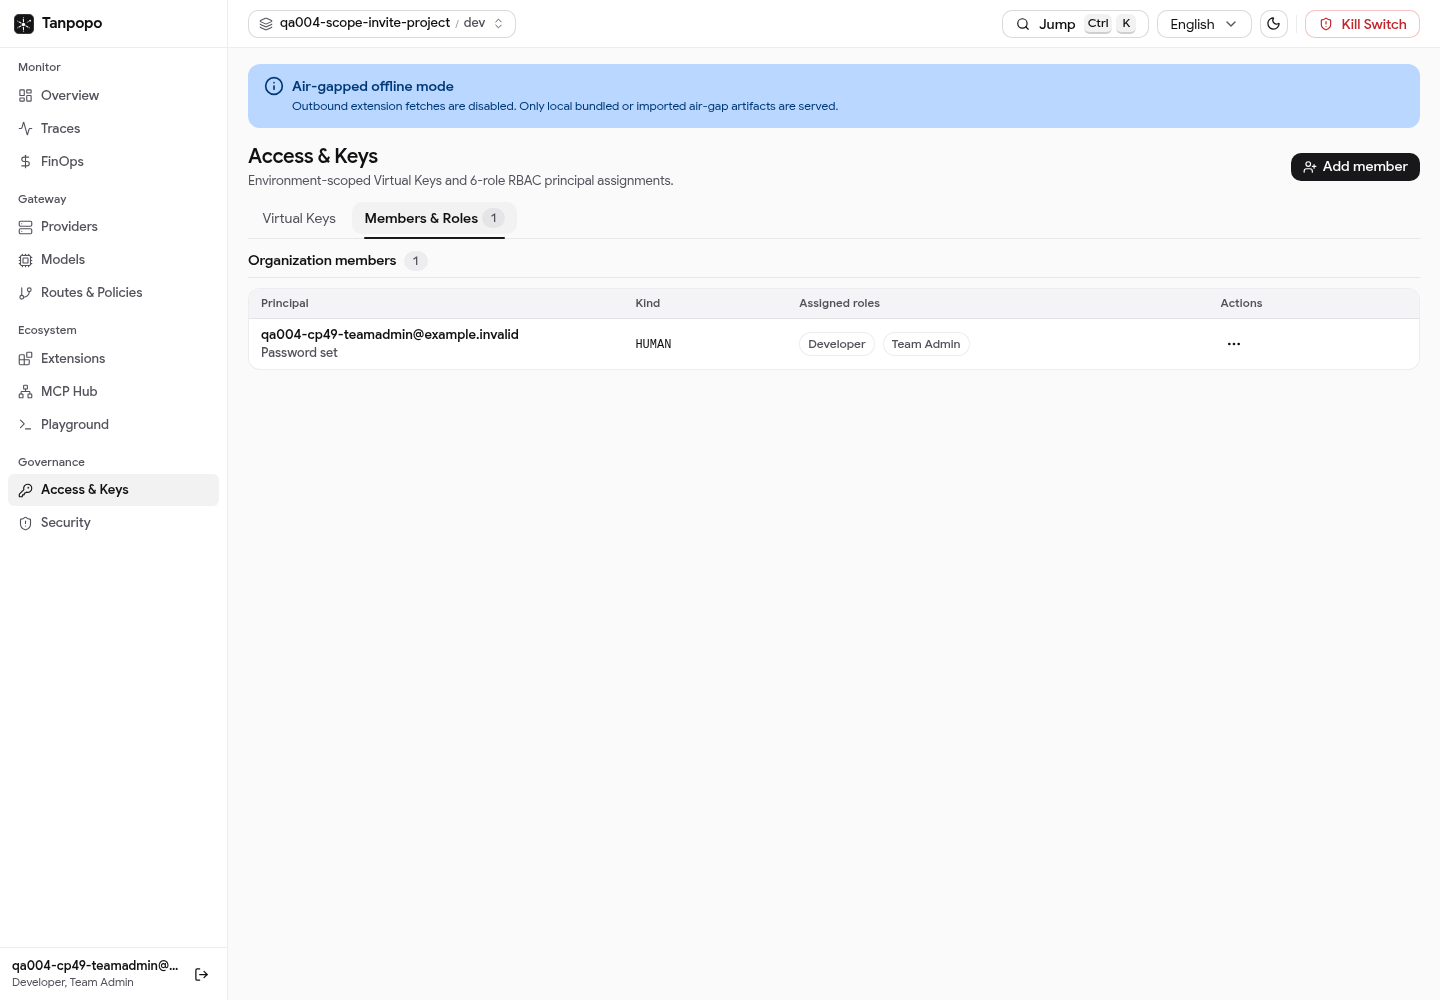 Tanpopo
qa004-scope-invite-project / dev
Jump Ctrl K
English
Kill Switch
Monitor
Overview
Traces
FinOps
Gateway
Providers
Models
Routes & Policies
Ecosystem
Extensions
MCP Hub
Playground
Governance
Access & Keys
Security
qa004-cp49-teamadmin@...
Developer, Team Admin
Air-gapped offline mode
Outbound extension fetches are disabled. Only local bundled or imported air-gap artifacts are served.
Access & Keys
Environment-scoped Virtual Keys and 6-role RBAC principal assignments.
Add member
Virtual Keys
Members & Roles 1
Organization members 1
Principal Kind Assigned roles Actions
qa004-cp49-teamadmin@example.invalid
Password set
HUMAN
Developer Team Admin